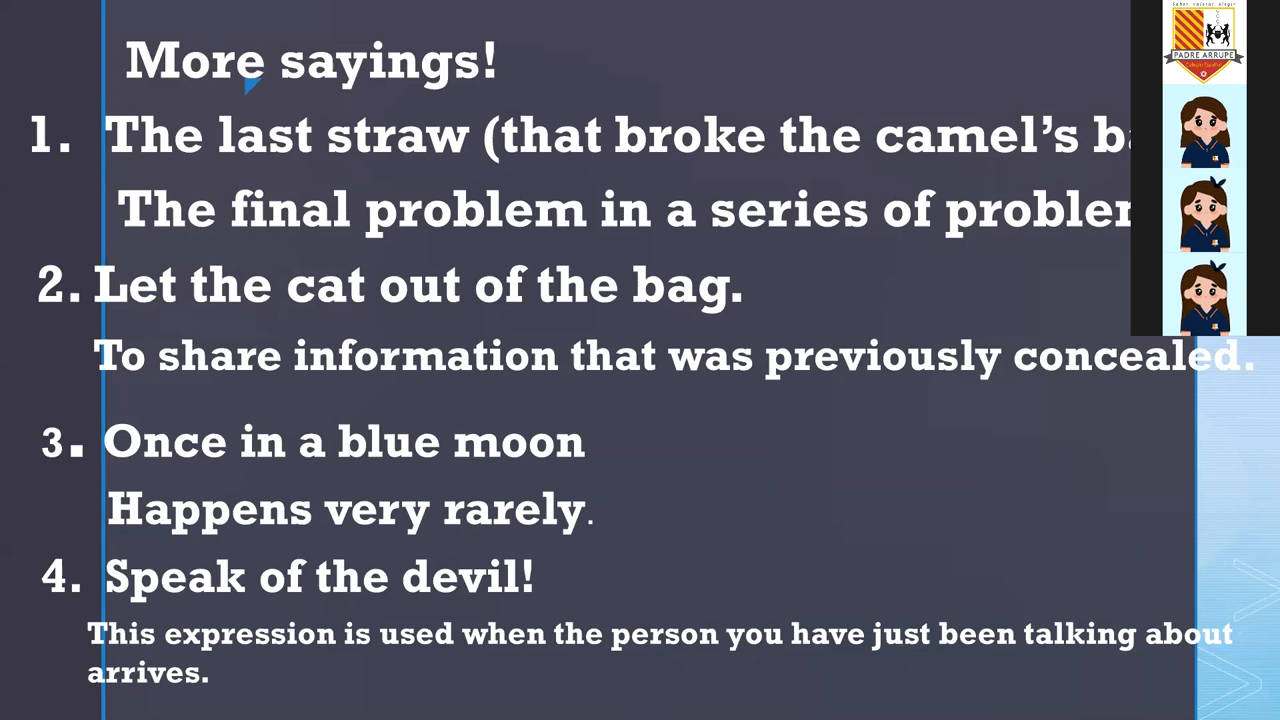 More sayings!
1. The last straw (that broke the camel's
The final problem in a series of
2. Let the cat out of the bag.
To share information that was previously concealed.
3. Once in a blue moon
Happens very rarely.
4. Speak of the devil!
This expression is used when the person you have just been talking about
arrives.
PADRE ARRUPE